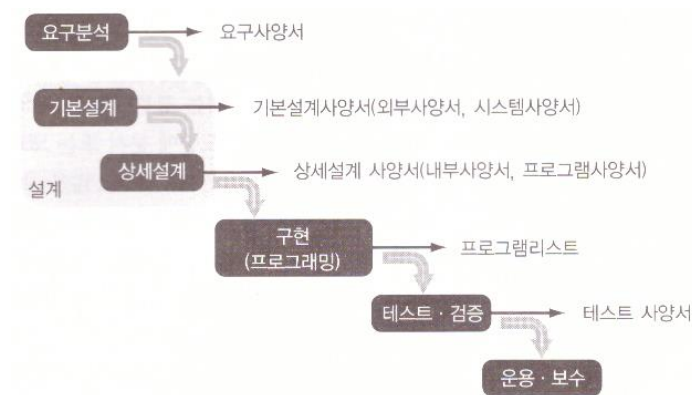 요구분석 요구사양서
기본설계 기본설계사양서(외부사양서, 시스템사양서)
상세설계 상세설계 사양서(내부사양서, 프로그램사양서)
설계
구현
(프로그래밍) 프로그램리스트
테스트 · 검증 테스트 사양서
운용 · 보수